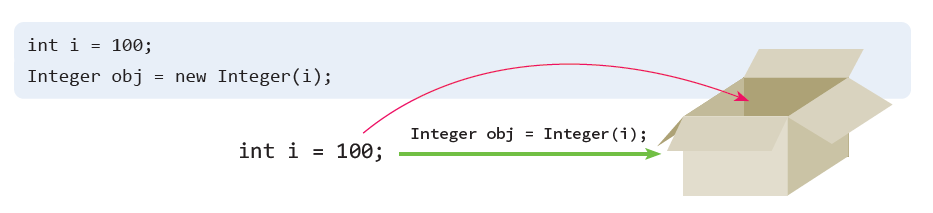 int i = 100;
Integer obj = new Integer(i);
Integer obj = Integer(i);
int i = 100;